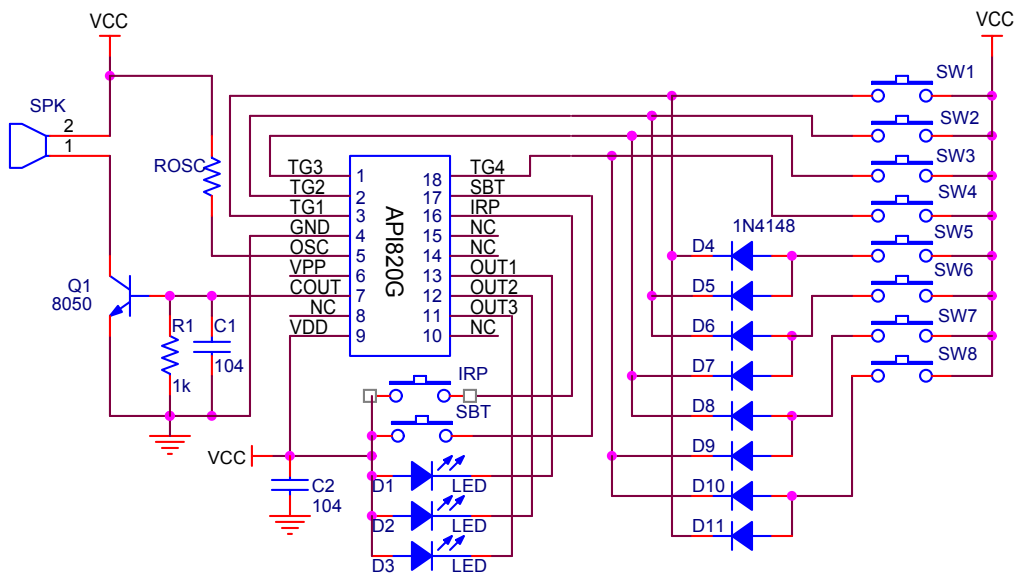 VCC
VCC
SPK
2
1
ROSC
Q1
8050
R1
1k
C1
104
API820G
TG3 1
TG2 2
TG1 3
GND 4
OSC 5
VPP 6
COUT 7
NC 8
VDD 9
18 TG4
17 SBT
16 IRP
15 NC
14 NC
13 OUT1
12 OUT2
11 OUT3
10 NC
SW1
SW2
SW3
SW4
SW5
SW6
SW7
SW8
1N4148
D4
D5
D6
D7
D8
D9
D10
D11
IRP
SBT
VCC
C2
104
D1 LED
D2 LED
D3 LED